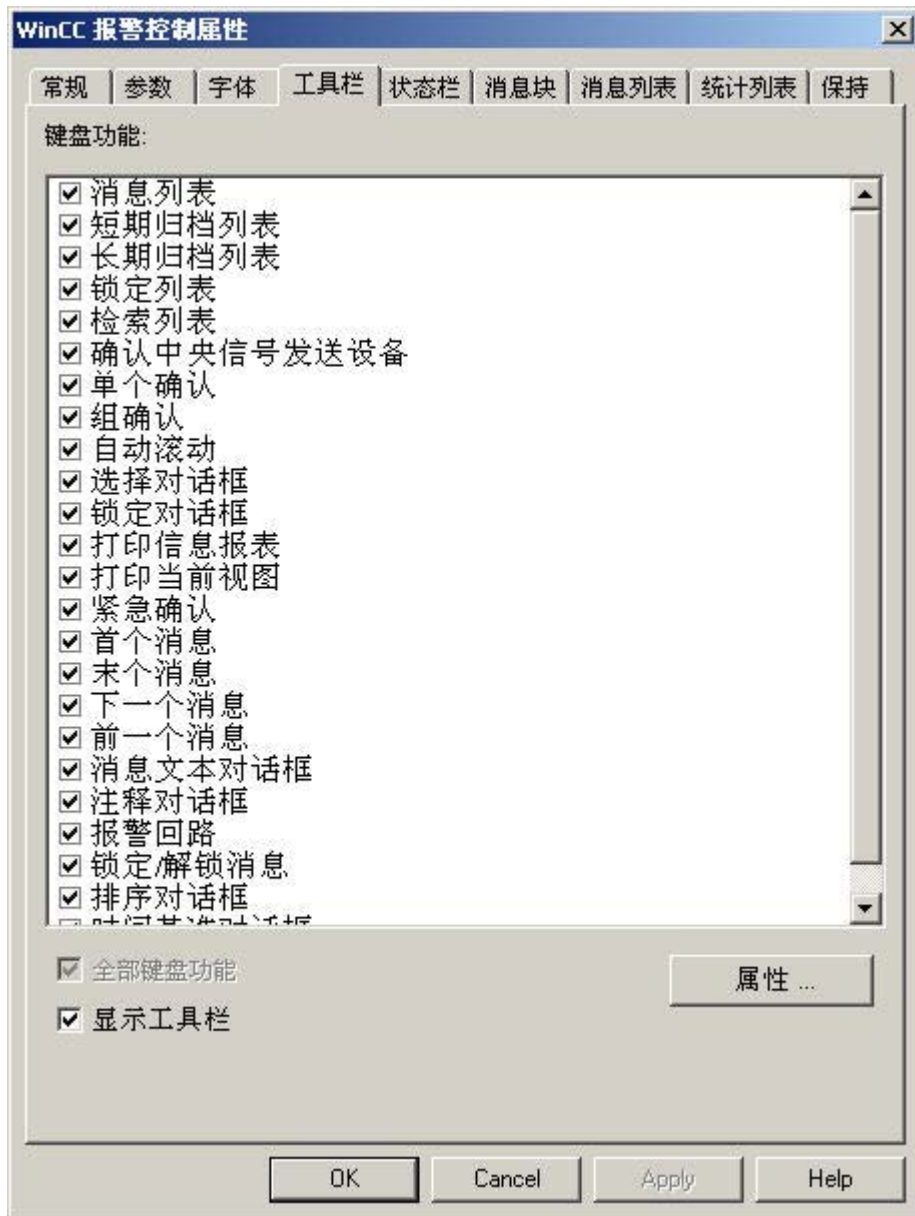 WinCC 报警控制属性
常规 参数 字体 工具栏 状态栏 消息块 消息列表 统计列表 保持
键盘功能:
消息列表
短期归档列表
长期归档列表
锁定列表
检索列表
确认中央信号发送设备
单个确认
组确认
自动滚动
选择对话框
锁定对话框
打印信息报表
打印当前视图
紧急确认
首个消息
末个消息
下一个消息
前一个消息
消息文本对话框
注释对话框
报警回路
锁定/解锁消息
排序对话框
时间基准对话框
全部键盘功能
属性 ...
显示工具栏
OK Cancel Apply Help